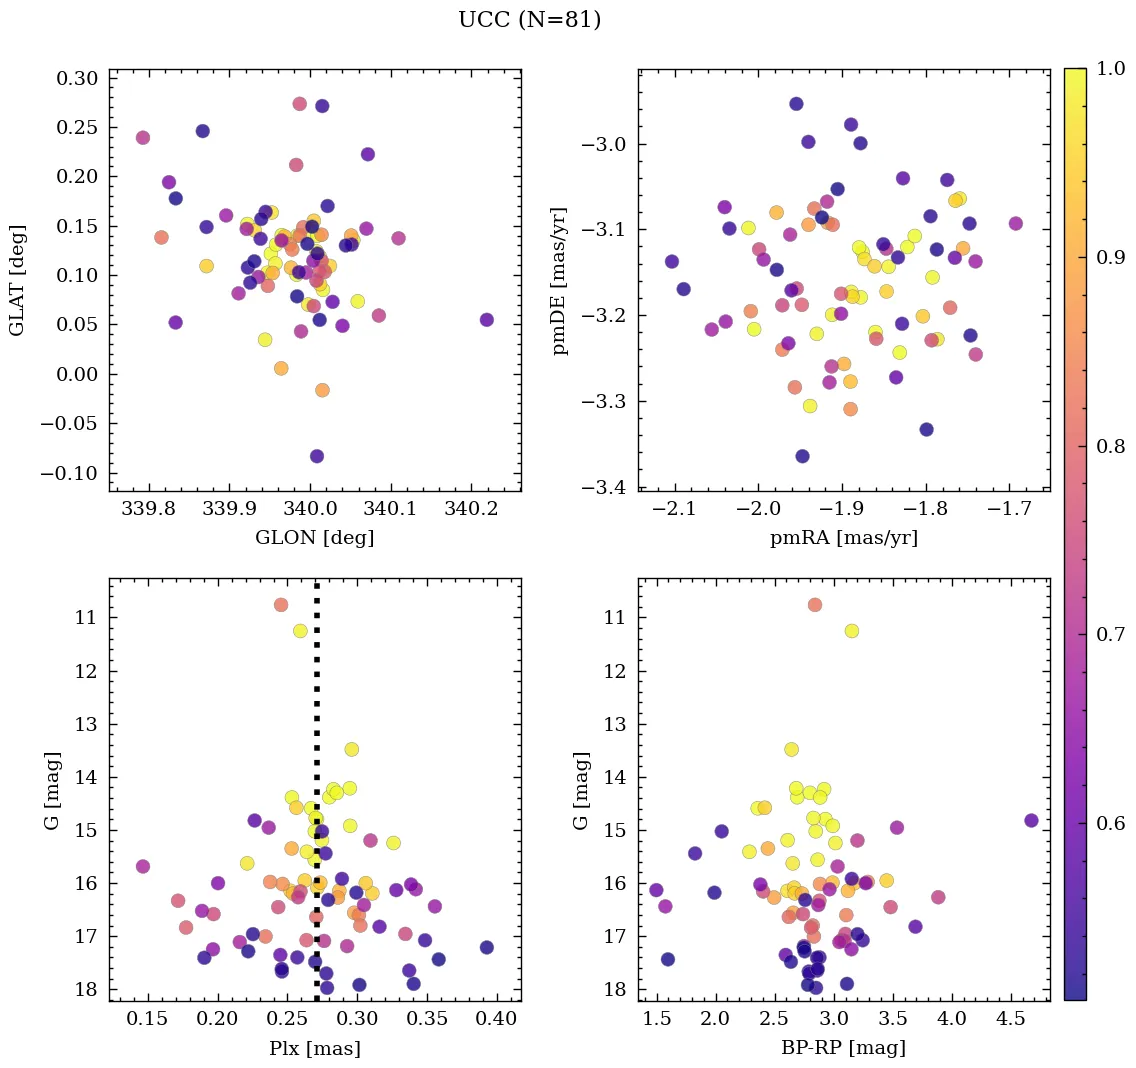 UCC (N=81)
0.30
0.25
0.20
0.15
0.10
0.05
0.00
−0.05
−0.10
GLAT [deg]
339.8 339.9 340.0 340.1 340.2
GLON [deg]
−3.0
−3.1
−3.2
−3.3
−3.4
pmDE [mas/yr]
−2.1 −2.0 −1.9 −1.8 −1.7
pmRA [mas/yr]
1.0
0.9
0.8
0.7
0.6
11
12
13
14
15
16
17
18
G [mag]
0.15 0.20 0.25 0.30 0.35 0.40
Plx [mas]
11
12
13
14
15
16
17
18
G [mag]
1.5 2.0 2.5 3.0 3.5 4.0 4.5
BP-RP [mag]